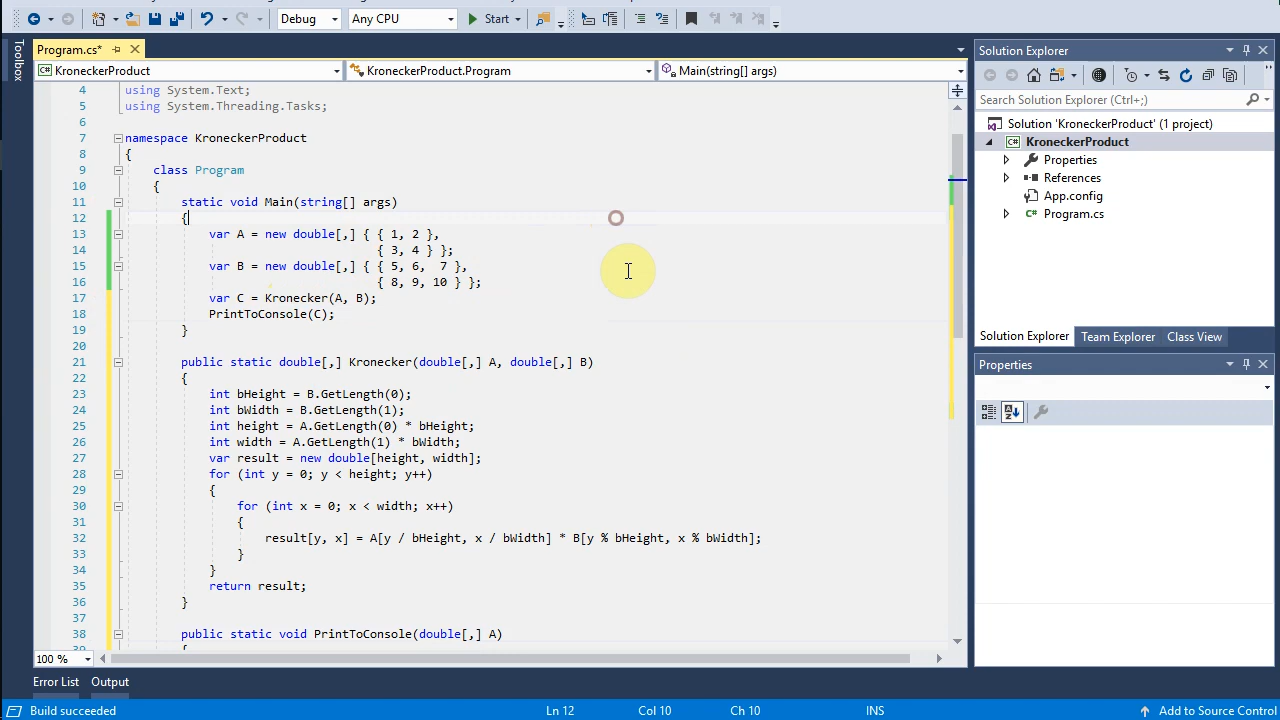 Debug
Any CPU
Start
Toolbox
Program.cs*
KroneckerProduct
KroneckerProduct.Program
Main(string[] args)
4 using System.Text;
5 using System.Threading.Tasks;
6
7 namespace KroneckerProduct
8 {
9 class Program
10 {
11 static void Main(string[] args)
12 {
13 var A = new double[,] { { 1, 2 },
14 { 3, 4 } };
15 var B = new double[,] { { 5, 6, 7 },
16 { 8, 9, 10 } };
17 var C = Kronecker(A, B);
18 PrintToConsole(C);
19 }
20
21 public static double[,] Kronecker(double[,] A, double[,] B)
22 {
23 int bHeight = B.GetLength(0);
24 int bWidth = B.GetLength(1);
25 int height = A.GetLength(0) * bHeight;
26 int width = A.GetLength(1) * bWidth;
27 var result = new double[height, width];
28 for (int y = 0; y < height; y++)
29 {
30 for (int x = 0; x < width; x++)
31 {
32 result[y, x] = A[y / bHeight, x / bWidth] * B[y % bHeight, x % bWidth];
33 }
34 }
35 return result;
36 }
37
38 public static void PrintToConsole(double[,] A)
39 {
100 %
Solution Explorer
Search Solution Explorer (Ctrl+;)
Solution 'KroneckerProduct' (1 project)
C# KroneckerProduct
Properties
References
App.config
C# Program.cs
Solution Explorer Team Explorer Class View
Properties
Error List Output
Build succeeded Ln 12 Col 10 Ch 10 INS Add to Source Control